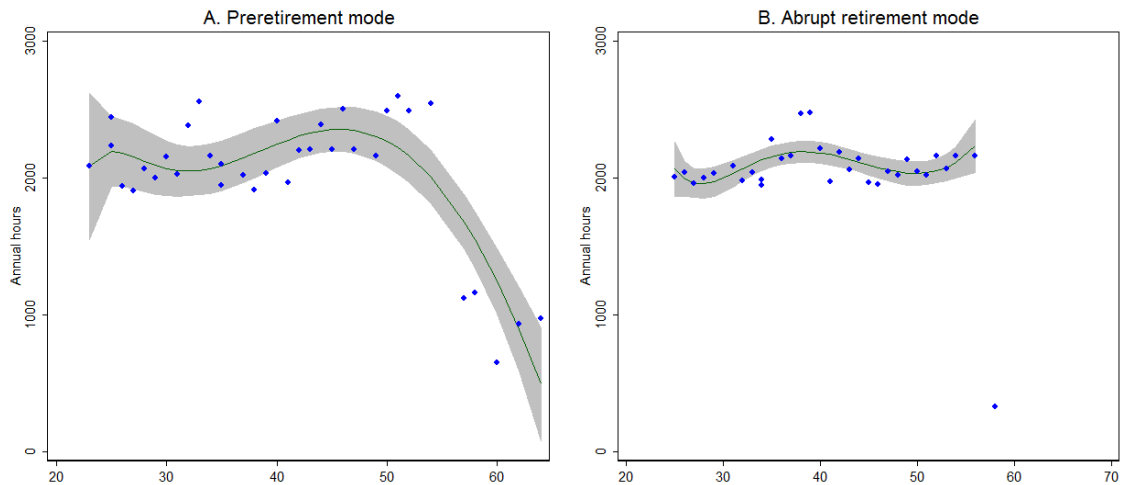 A. Preretirement mode
Annual hours
3000
2000
1000
0
20 30 40 50 60
B. Abrupt retirement mode
Annual hours
3000
2000
1000
0
20 30 40 50 60 70